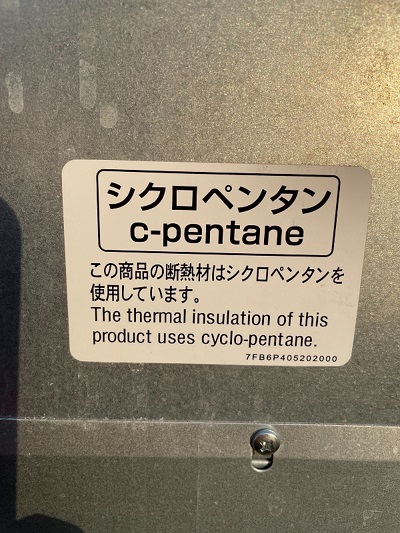 シクロペンタン
c-pentane
この商品の断熱材はシクロペンタンを
使用しています。
The thermal insulation of this
product uses cyclo-pentane.
7FB6P405202000